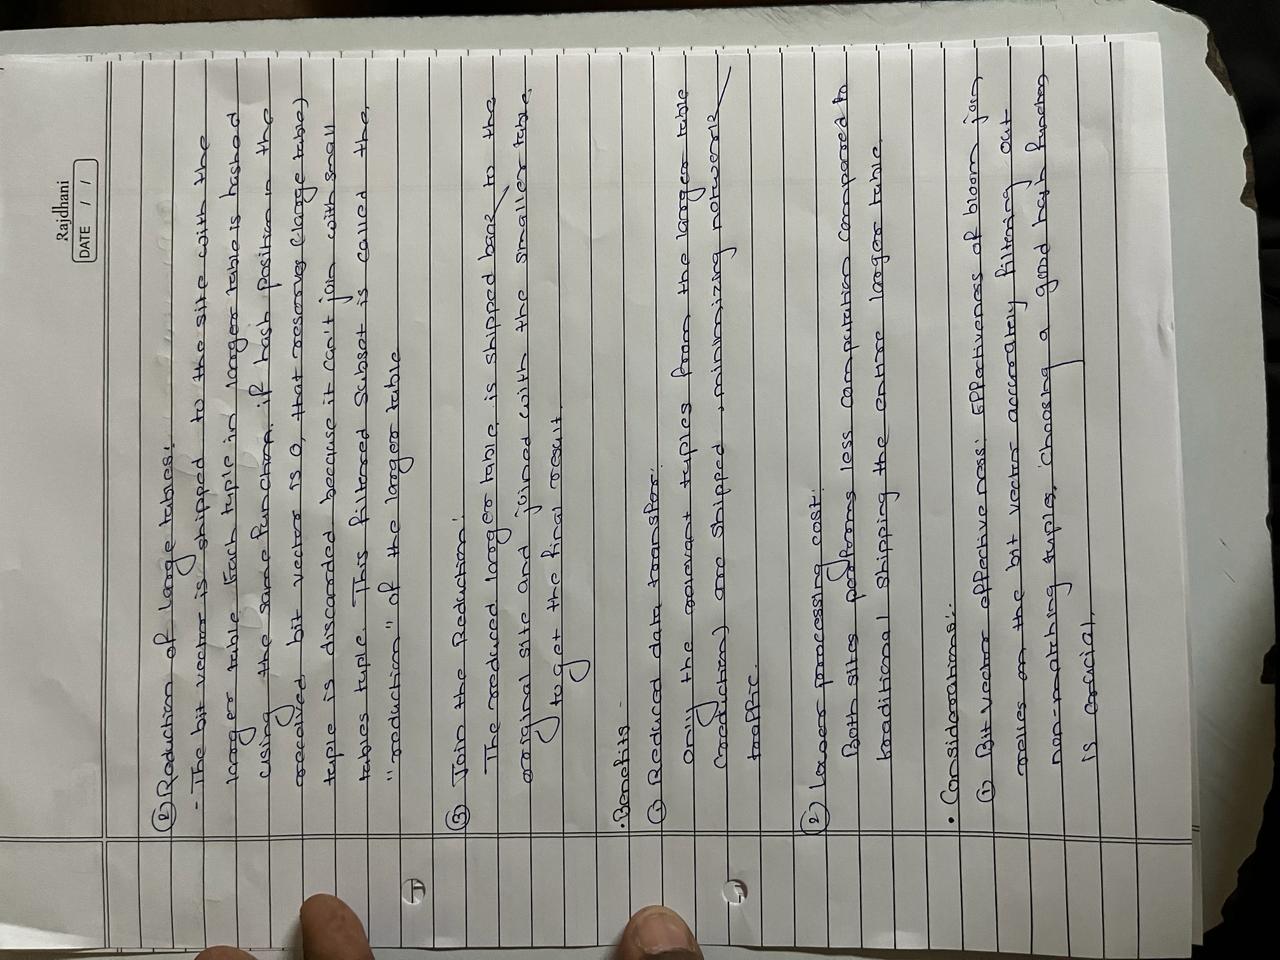 Rajdhani
DATE / /
② Reduction of large tables:
- The bit vector is shipped to the site with the
larger table Each tuple in larger table is hashed
using the same function. if hash position in the
received bit vector is 0, that reserve (large table)
tuple is discarded because it can't join with small
tables tuple. This filtered subset is called the,
"reduction" of the larger table
③ Join the Reduction:
The reduced larger table is shipped back to the
original site and joined with the smaller table,
to get the final result.
• Benefits -
① Reduced data transfer:
only the relevant tuples from the larger table
(reduction) are shipped, minimizing network
traffic.
② Lower processing cost:
Both sites performs less computation compared to
traditional shipping the entire larger table.
• Considerations:-
① Bit vector effectiveness: Effectiveness of bloom join
relies on the bit vector accurately filtering out
non-matching tuples, choosing a good hash function
is crucial.